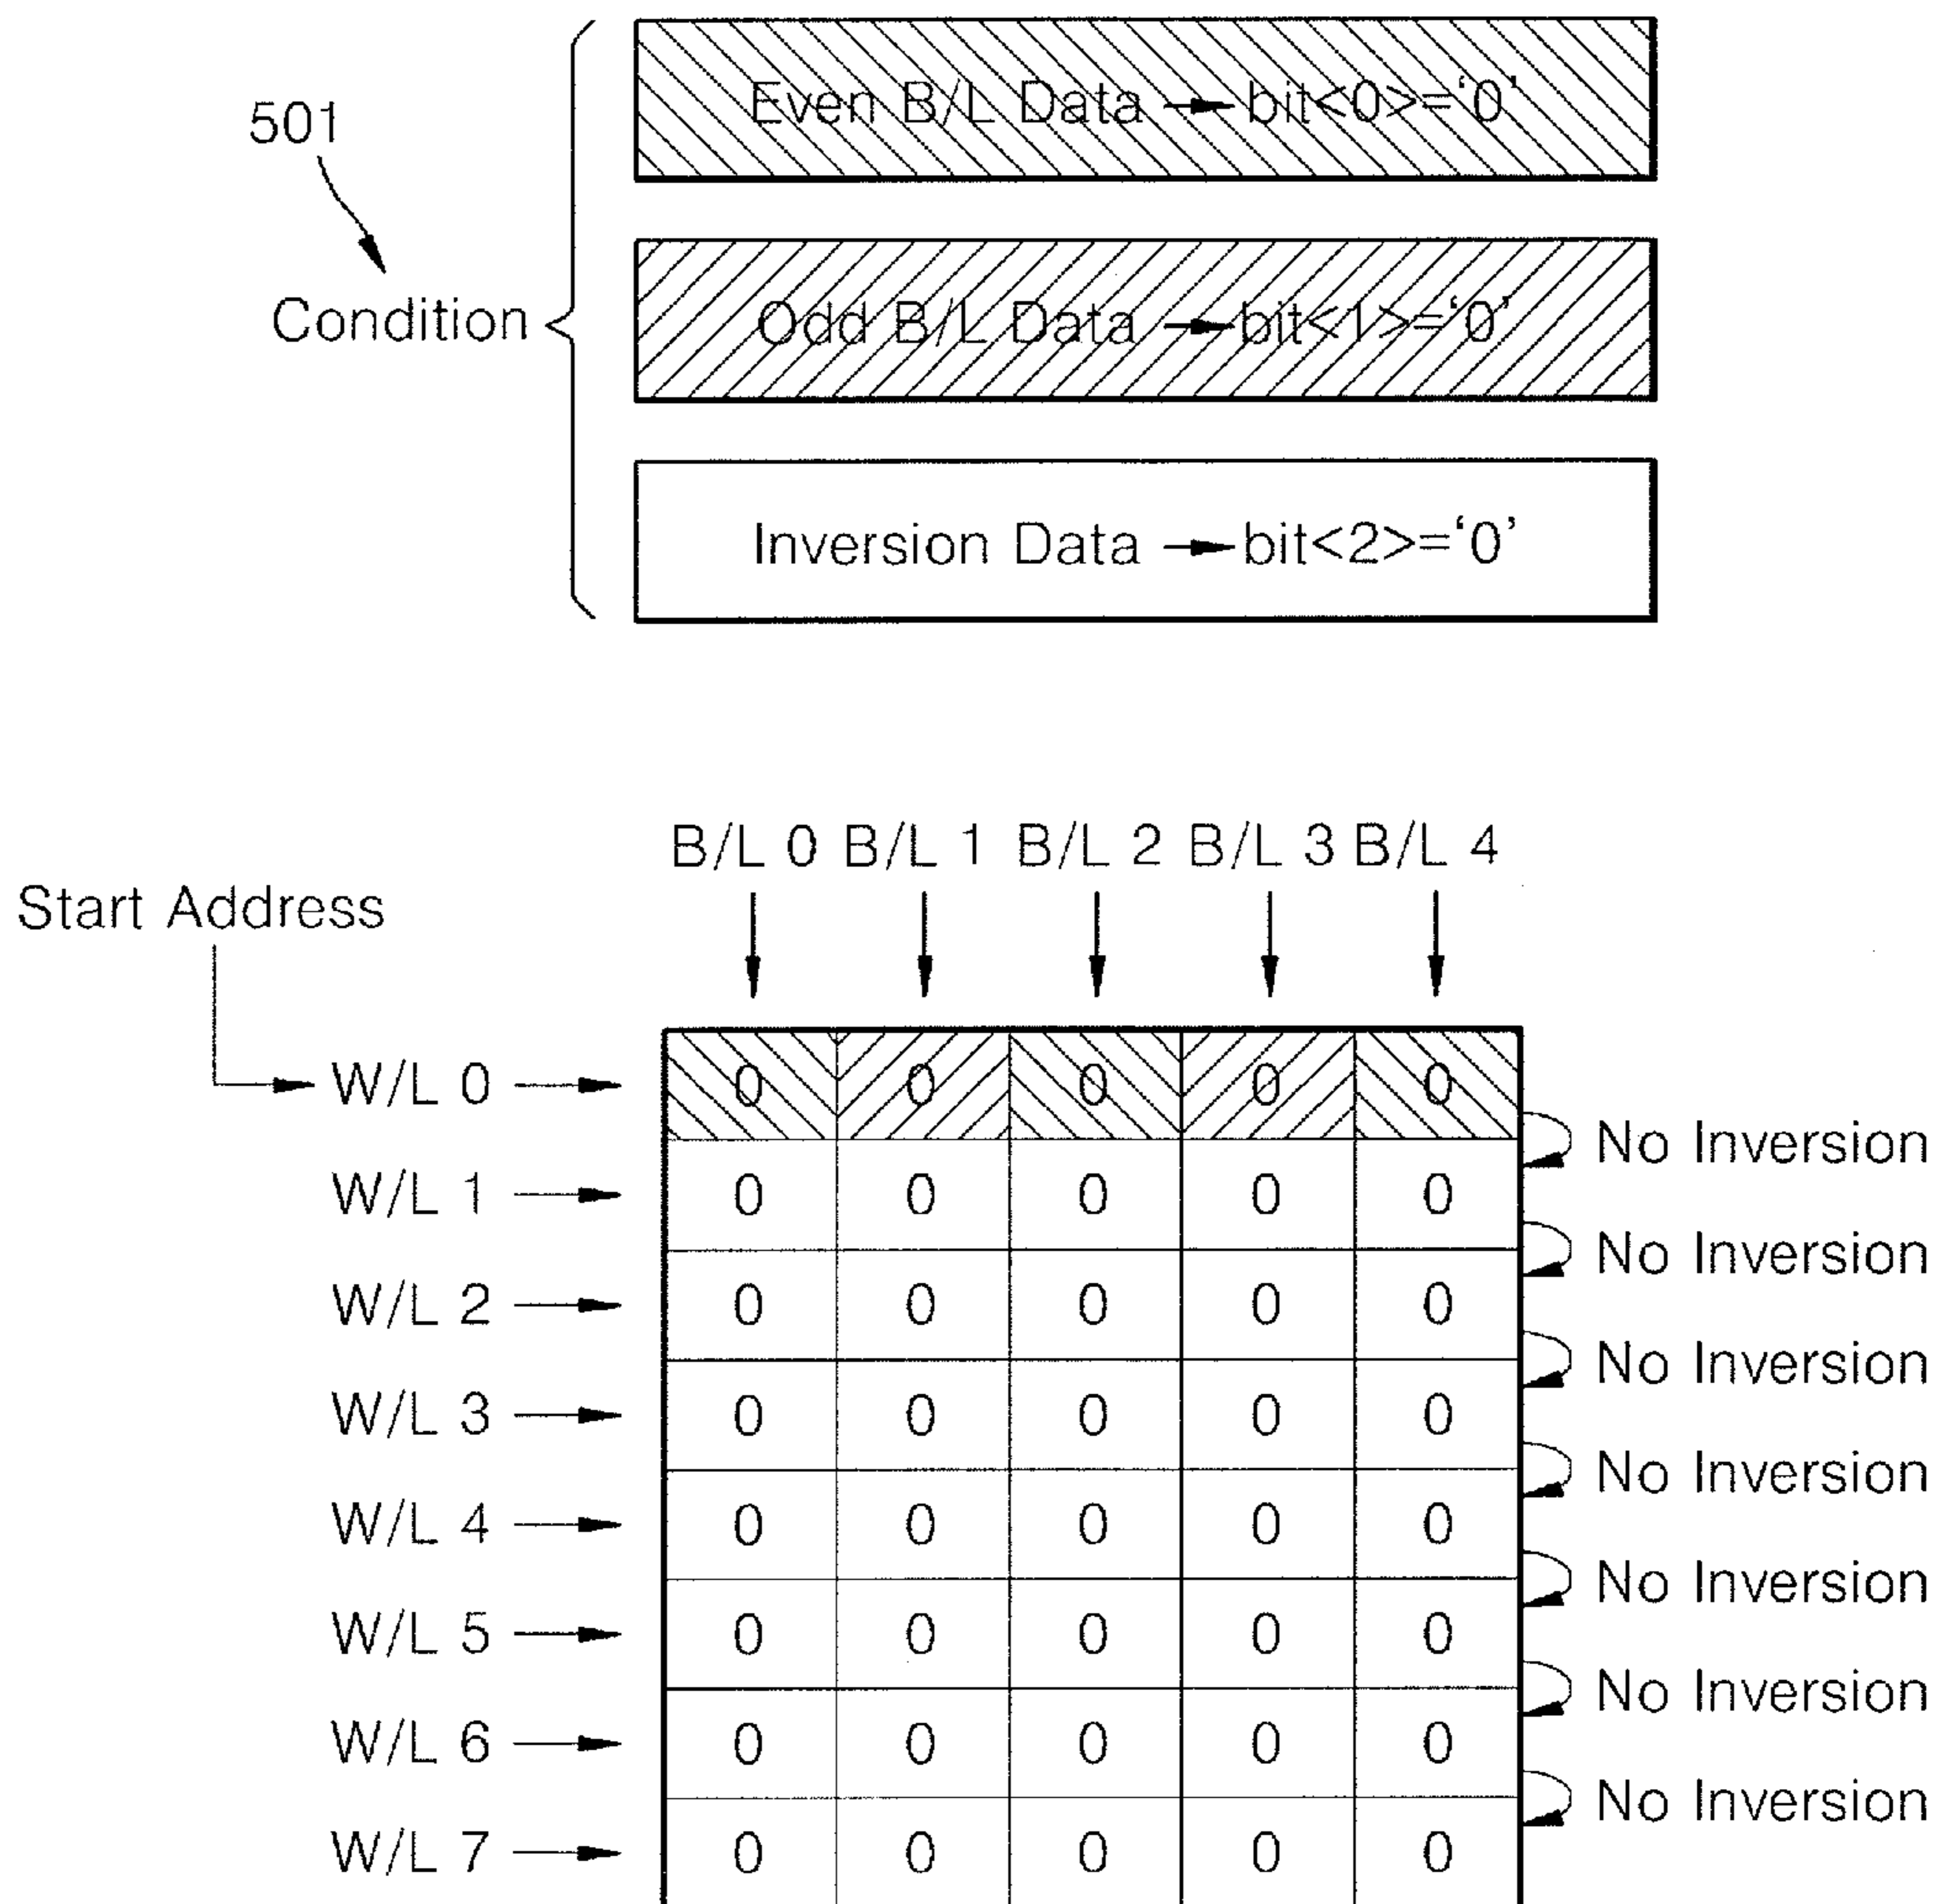 Even B/L Data → bit<0>='0'
501
Condition
Odd B/L Data → bit<1>='0'
Inversion Data → bit<2>='0'
B/L 0 B/L 1 B/L 2 B/L 3 B/L 4
Start Address
W/L 0 → 0 0 0 0 0
No Inversion
W/L 1 → 0 0 0 0 0
No Inversion
W/L 2 → 0 0 0 0 0
No Inversion
W/L 3 → 0 0 0 0 0
No Inversion
W/L 4 → 0 0 0 0 0
No Inversion
W/L 5 → 0 0 0 0 0
No Inversion
W/L 6 → 0 0 0 0 0
No Inversion
W/L 7 → 0 0 0 0 0